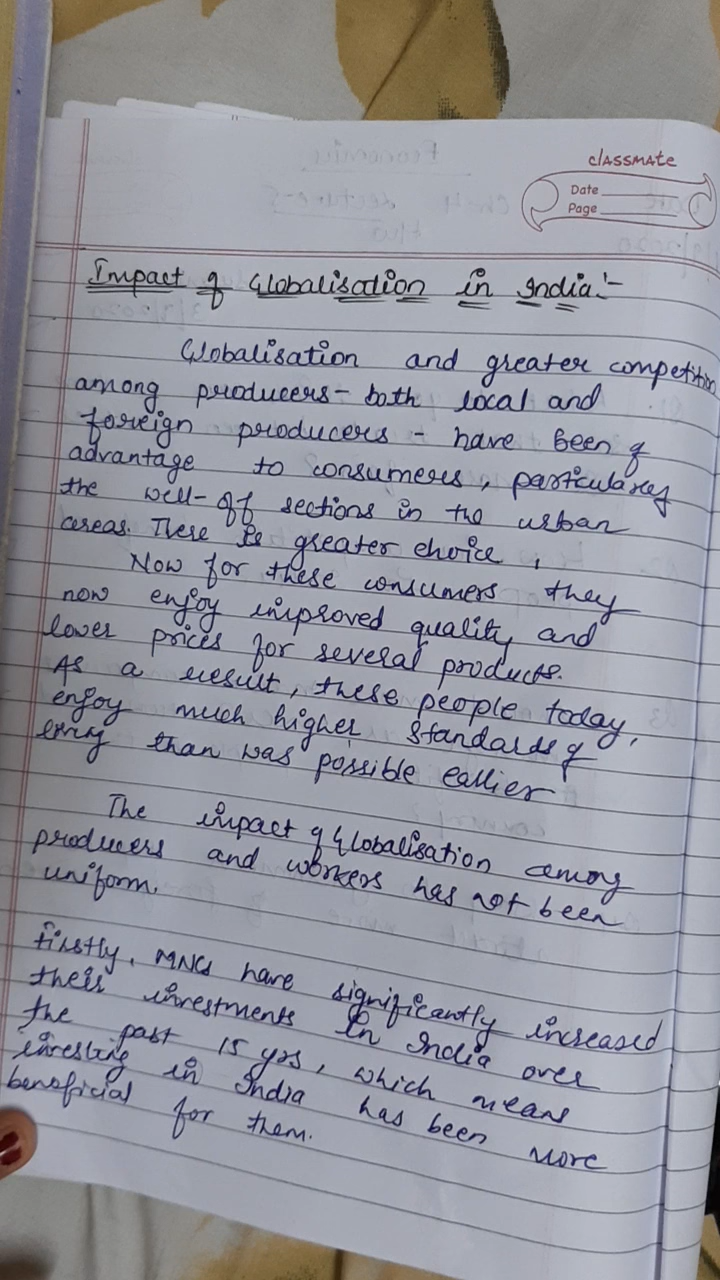 classmate
Date
Page
Impact of Globalisation in India:-
Globalisation and greater competition
among producers - both local and
foreign producers - have been of
advantage to consumers, particularly
the well-off sections in the urban
areas. There is greater choice,
Now for these consumers they
now enjoy improved quality and
lower prices for several products.
As a result, these people today,
enjoy much higher standards of
than was possible earlier
The impact of Globalisation among
producers and workers has not been
uniform.
Firstly, MNCs have significantly increased
their investments in India over
the past 15 yrs, which means
investing in India has been more
beneficial for them.